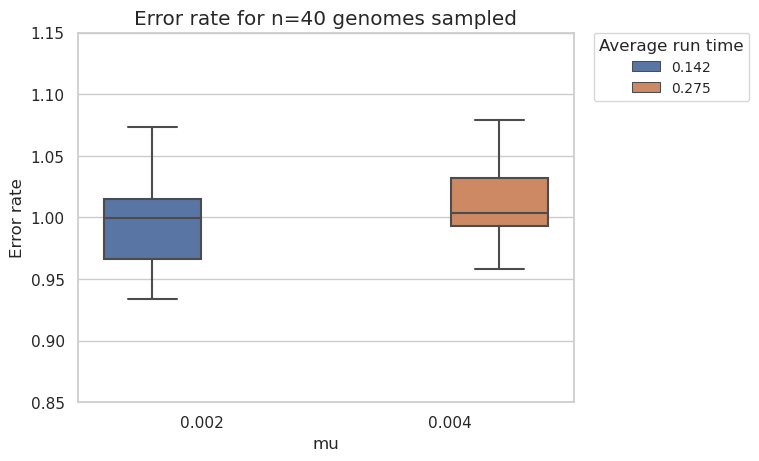 Error rate for n=40 genomes sampled
Average run time
0.142
0.275
Error rate
1.15
1.10
1.05
1.00
0.95
0.90
0.85
0.002
0.004
mu